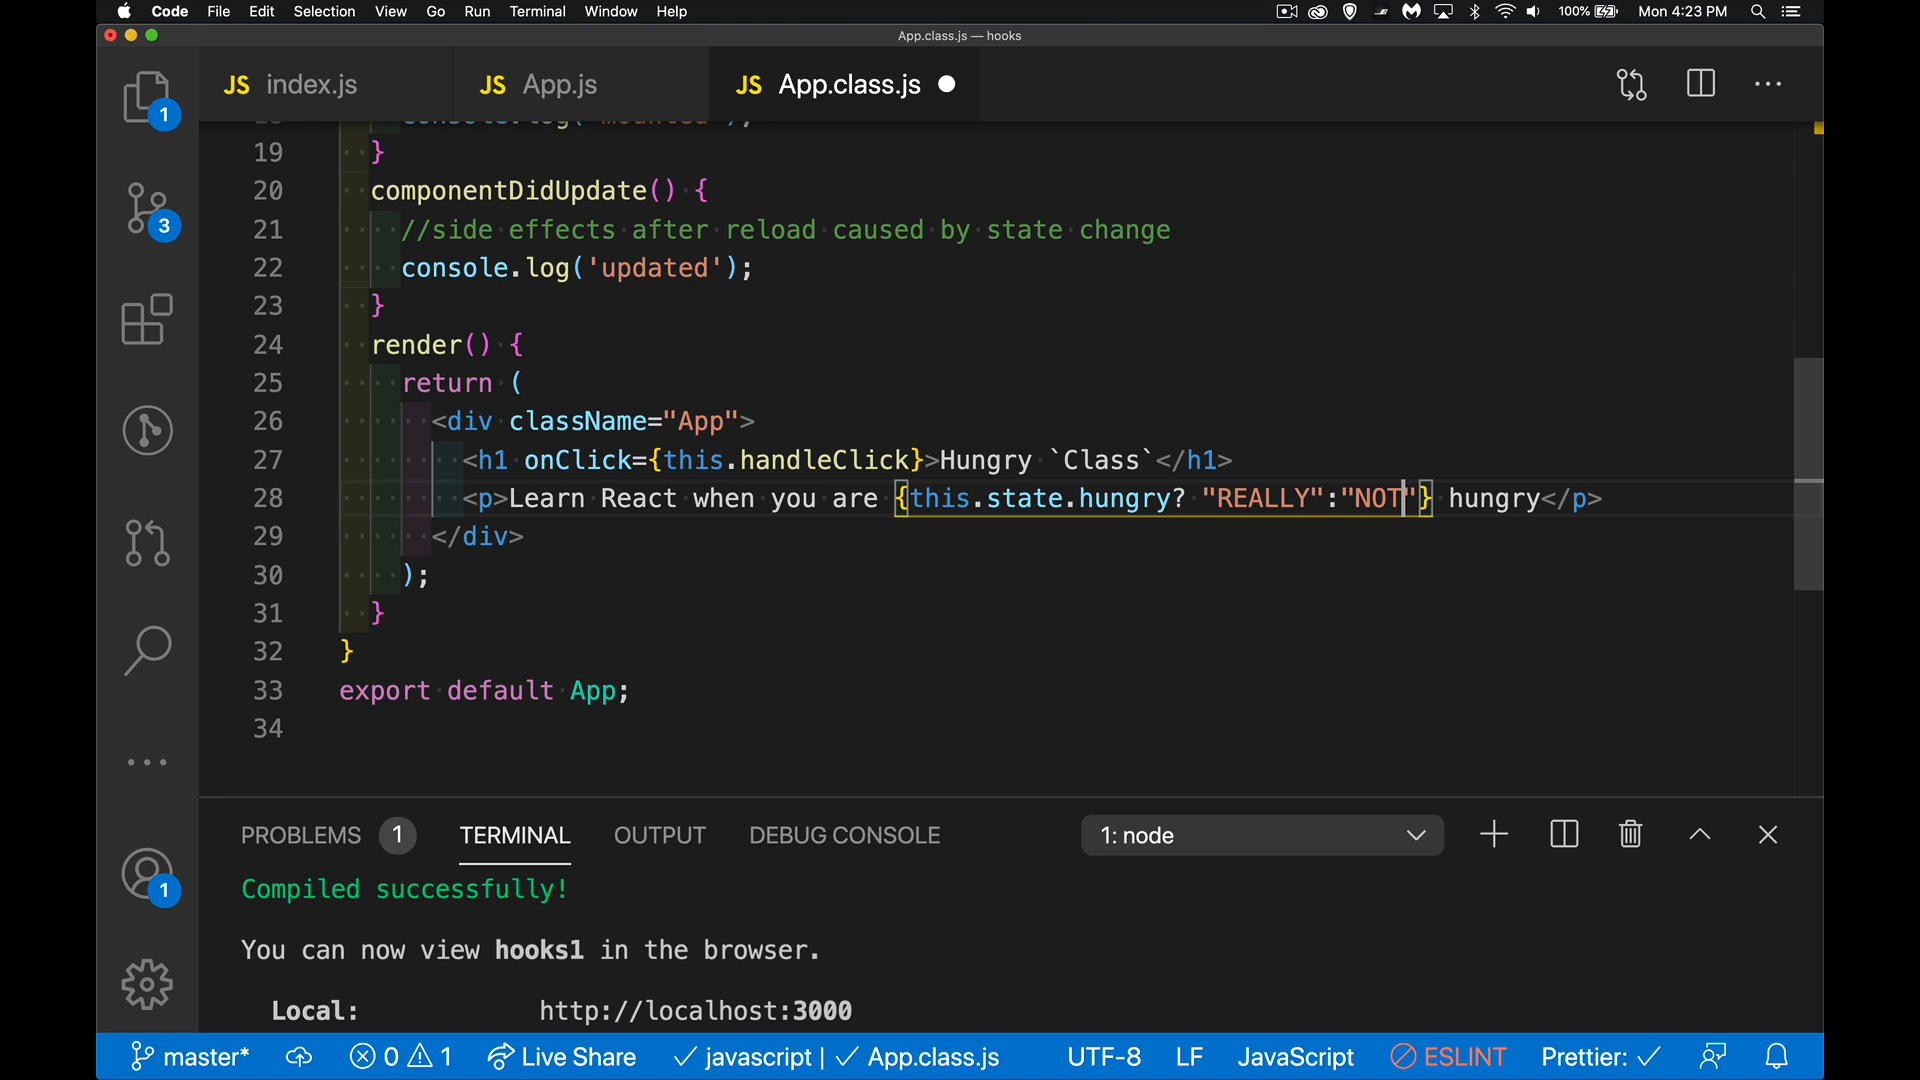 Code File Edit Selection View Go Run Terminal Window Help 100% Mon 4:23 PM
App.class.js — hooks
JS index.js JS App.js JS App.class.js
1
19 }
20 componentDidUpdate() {
21 //side effects after reload caused by state change
3
22 console.log('updated');
23 }
24 render() {
25 return (
26 <div className="App">
27 <h1 onClick={this.handleClick}>Hungry `Class`</h1>
28 <p>Learn React when you are {this.state.hungry? "REALLY":"NOT"} hungry</p>
29 </div>
30 );
31 }
32 }
33 export default App;
34
PROBLEMS 1 TERMINAL OUTPUT DEBUG CONSOLE 1: node
1
Compiled successfully!
You can now view hooks1 in the browser.
Local: http://localhost:3000
master* 0 1 Live Share javascript | App.class.js UTF-8 LF JavaScript ESLINT Prettier: